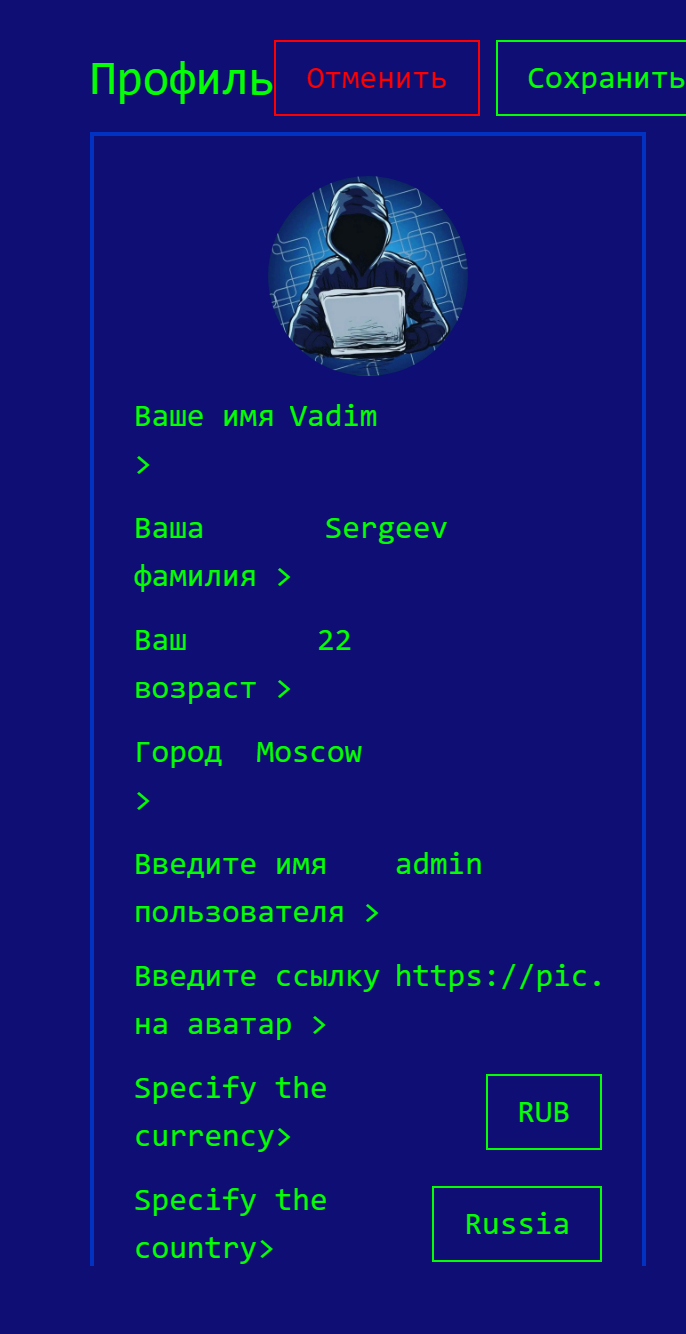 Профиль Отменить Сохранить
Ваше имя Vadim
>
Ваша Sergeev
фамилия >
Ваш 22
возраст >
Город Moscow
>
Введите имя admin
пользователя >
Введите ссылку https://pic.
на аватар >
Specify the
currency>
RUB
Specify the
country>
Russia